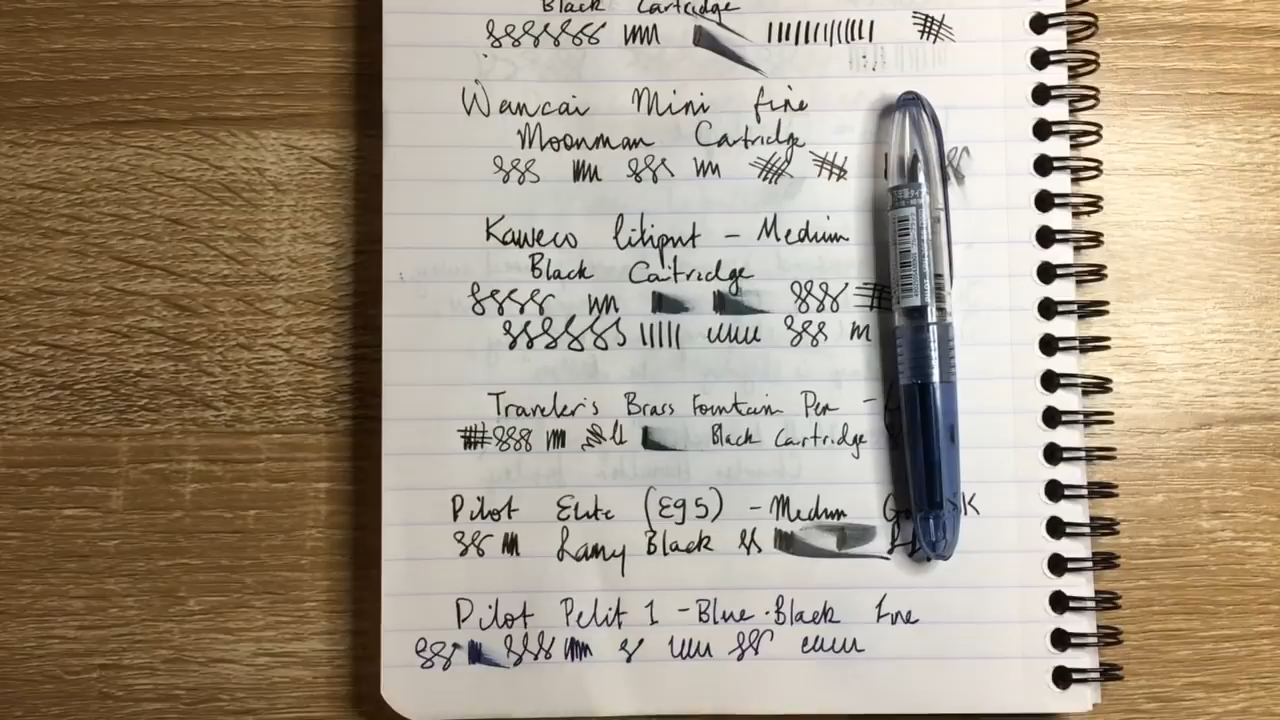 Black Cartridge
Wancai Mini fine
Moonman Cartridge
Kaweco liliput - Medium
Black Cartridge
Traveler's Brass Fountain Pen -
Black Cartridge
Pilot Elite (E95) - Medium
Lamy Black
Pilot Petit 1 - Blue-Black Fine